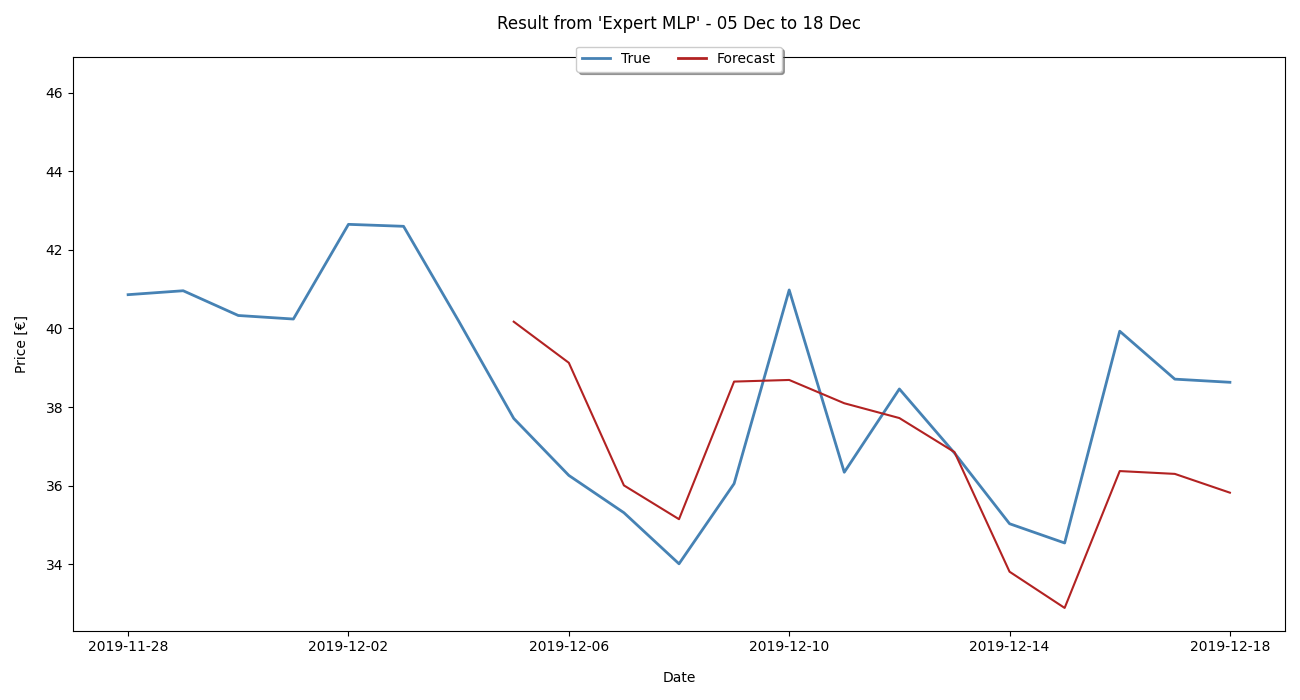 Result from 'Expert MLP' - 05 Dec to 18 Dec
True
Forecast
46
44
42
40
38
36
34
Price [€]
2019-11-28
2019-12-02
2019-12-06
2019-12-10
2019-12-14
2019-12-18
Date